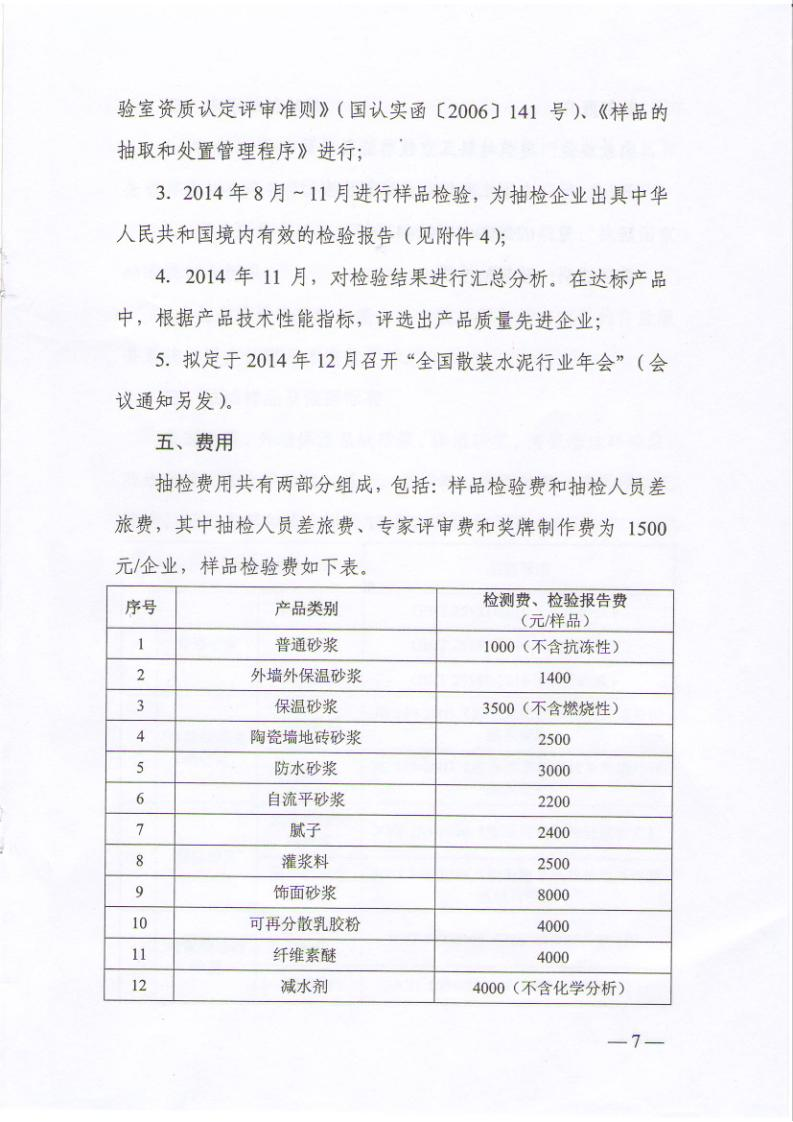 验室资质认定评审准则》（国认实函〔2006〕141 号）、《样品的
抽取和处置管理程序》进行；
3. 2014 年 8 月－11 月进行样品检验，为抽检企业出具中华
人民共和国境内有效的检验报告（见附件 4）；
4. 2014 年 11 月，对检验结果进行汇总分析。在达标产品
中，根据产品技术性能指标，评选出产品质量先进企业；
5. 拟定于 2014 年 12 月召开“全国散装水泥行业年会”（会
议通知另发）。
五、费用
抽检费用共有两部分组成，包括：样品检验费和抽检人员差
旅费，其中抽检人员差旅费、专家评审费和奖牌制作费为 1500
元/企业，样品检验费如下表。
序号 产品类别 检测费、检验报告费
（元/样品）
1 普通砂浆 1000（不含抗冻性）
2 外墙外保温砂浆 1400
3 保温砂浆 3500（不含燃烧性）
4 陶瓷墙地砖砂浆 2500
5 防水砂浆 3000
6 自流平砂浆 2200
7 腻子 2400
8 灌浆料 2500
9 饰面砂浆 8000
10 可再分散乳胶粉 4000
11 纤维素醚 4000
12 减水剂 4000（不含化学分析）
—7—